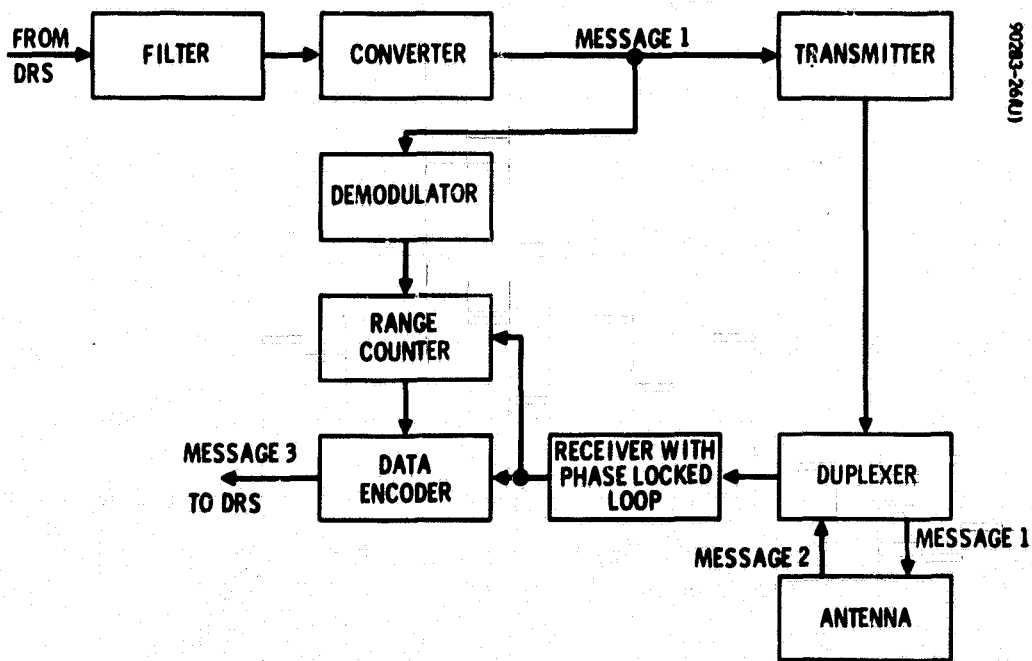 FROM
DRS
FILTER
CONVERTER
MESSAGE 1
TRANSMITTER
DEMODULATOR
RANGE
COUNTER
MESSAGE 3
TO DRS
DATA
ENCODER
RECEIVER WITH
PHASE LOCKED
LOOP
DUPLEXER
MESSAGE 2
MESSAGE 1
ANTENNA
90283-26(U)